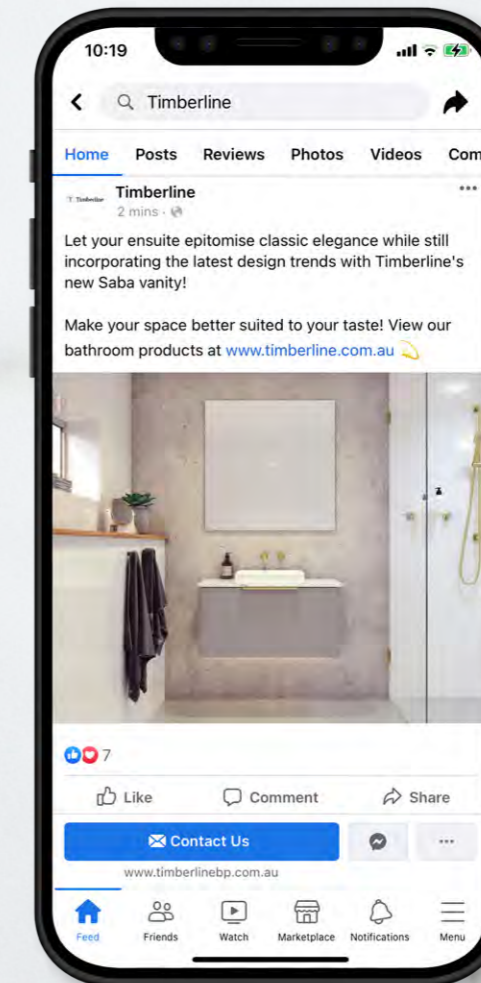 10:19
Timberline
Home Posts Reviews Photos Videos Com
T Timberline
Timberline
2 mins ·
Let your ensuite epitomise classic elegance while still
incorporating the latest design trends with Timberline's
new Saba vanity!
Make your space better suited to your taste! View our
bathroom products at www.timberline.com.au
7
Like Comment Share
Contact Us
www.timberlinebp.com.au
Feed Friends Watch Marketplace Notifications Menu